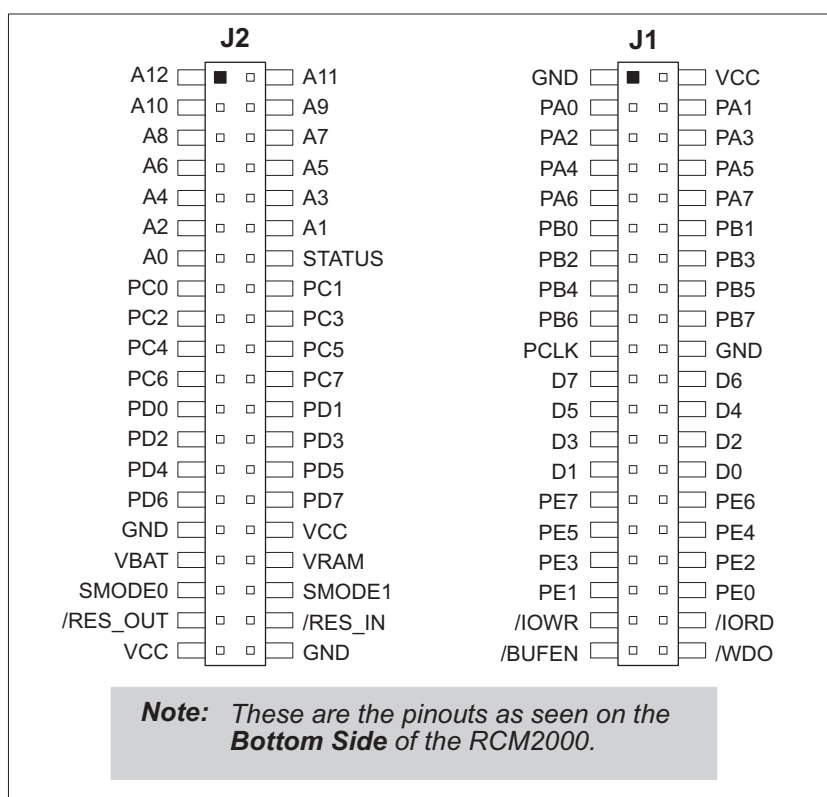 J2 J1
A12 A11 GND VCC
A10 A9 PA0 PA1
A8 A7 PA2 PA3
A6 A5 PA4 PA5
A4 A3 PA6 PA7
A2 A1 PB0 PB1
A0 STATUS PB2 PB3
PC0 PC1 PB4 PB5
PC2 PC3 PB6 PB7
PC4 PC5 PCLK GND
PC6 PC7 D7 D6
PD0 PD1 D5 D4
PD2 PD3 D3 D2
PD4 PD5 D1 D0
PD6 PD7 PE7 PE6
GND VCC PE5 PE4
VBAT VRAM PE3 PE2
SMODE0 SMODE1 PE1 PE0
/RES_OUT /RES_IN /IOWR /IORD
VCC GND /BUFEN /WDO
Note: These are the pinouts as seen on the
Bottom Side of the RCM2000.